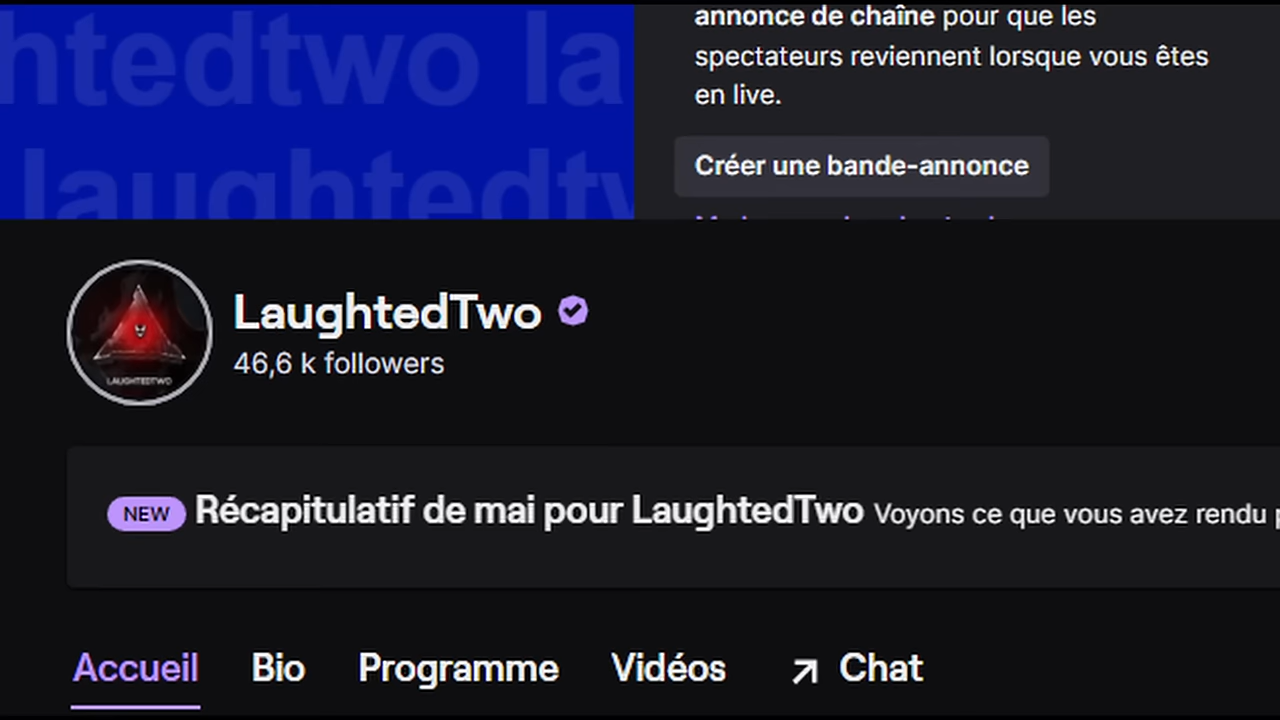 htedtwo la
laughtedtw
annonce de chaîne pour que les
spectateurs reviennent lorsque vous êtes
en live.
Créer une bande-annonce
LaughtedTwo
46,6 k followers
LAUGHTEDTWO
NEW Récapitulatif de mai pour LaughtedTwo Voyons ce que vous avez rendu p
Accueil Bio Programme Vidéos Chat